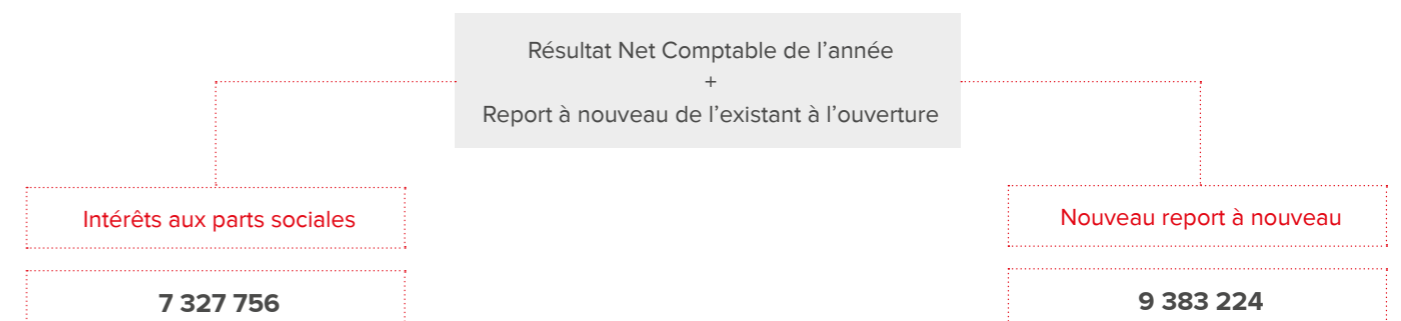 Résultat Net Comptable de l’année
+
Report à nouveau de l’existant à l’ouverture
Intérêts aux parts sociales
Nouveau report à nouveau
7 327 756
9 383 224